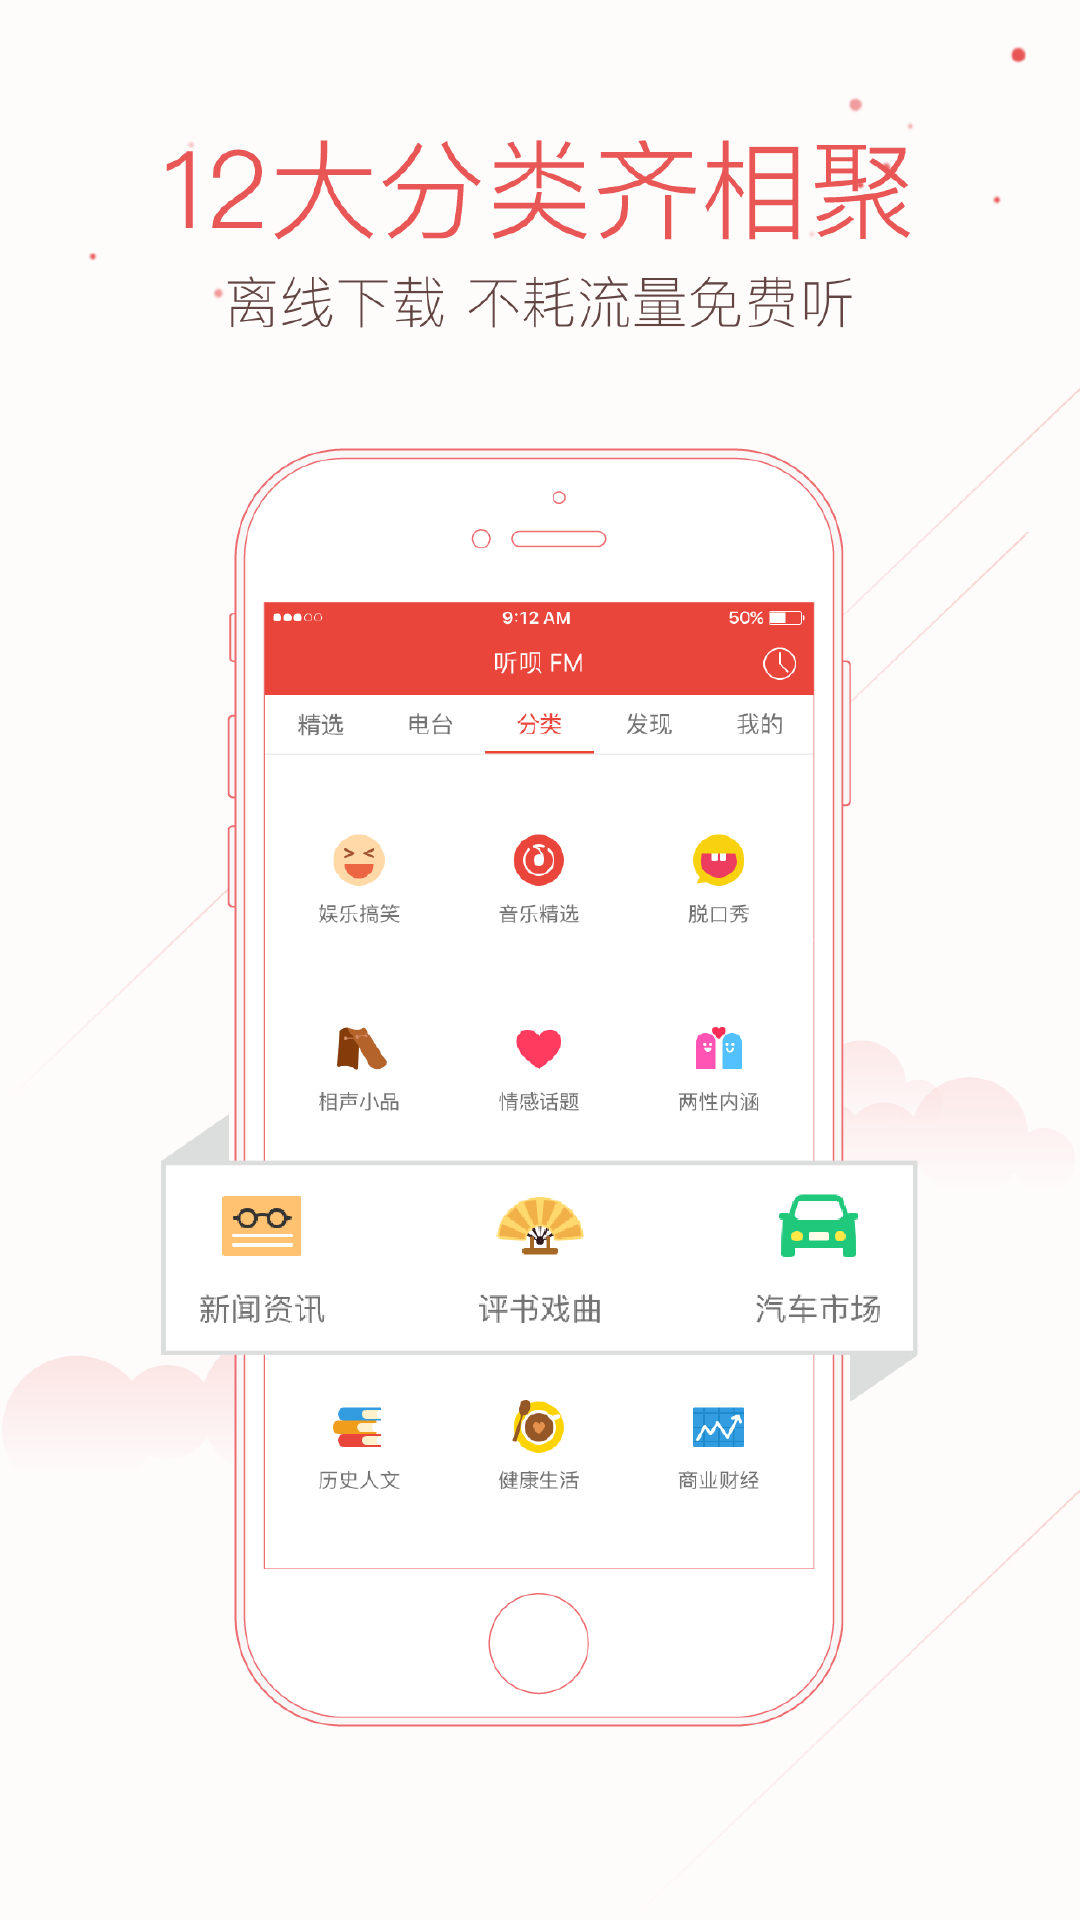 12大分类齐相聚
离线下载 不耗流量免费听
9:12 AM 50%
听呗 FM
精选 电台 分类 发现 我的
娱乐搞笑 音乐精选 脱口秀
相声小品 情感话题 两性内涵
新闻资讯 评书戏曲 汽车市场
历史人文 健康生活 商业财经